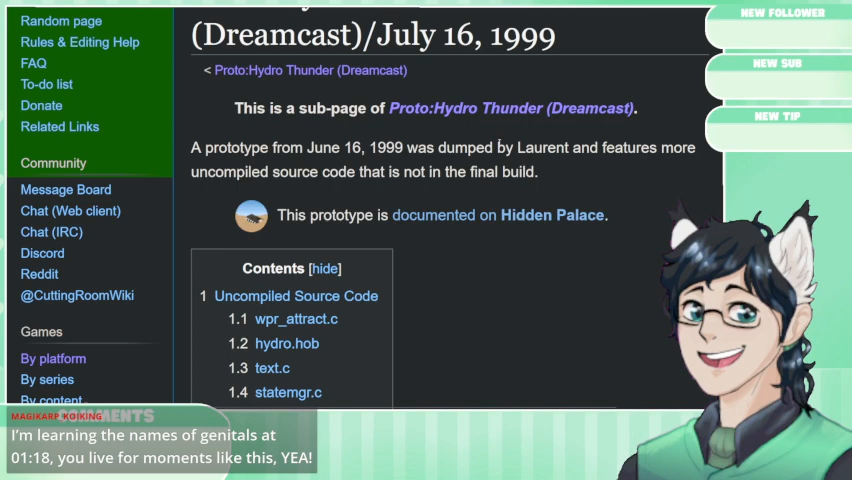 Random page
Rules & Editing Help
FAQ
To-do list
Donate
Related Links
Community
Message Board
Chat (Web client)
Chat (IRC)
Discord
Reddit
@CuttingRoomWiki
Games
By platform
By series
By content
(Dreamcast)/July 16, 1999
< Proto:Hydro Thunder (Dreamcast)
This is a sub-page of Proto:Hydro Thunder (Dreamcast).
A prototype from June 16, 1999 was dumped by Laurent and features more
uncompiled source code that is not in the final build.
This prototype is documented on Hidden Palace.
Contents [hide]
1 Uncompiled Source Code
1.1 wpr_attract.c
1.2 hydro.hob
1.3 text.c
1.4 statemgr.c
NEW FOLLOWER
NEW SUB
NEW TIP
COMMENTS
MAGIKARP KOIKING
I'm learning the names of genitals at
01:18, you live for moments like this, YEA!